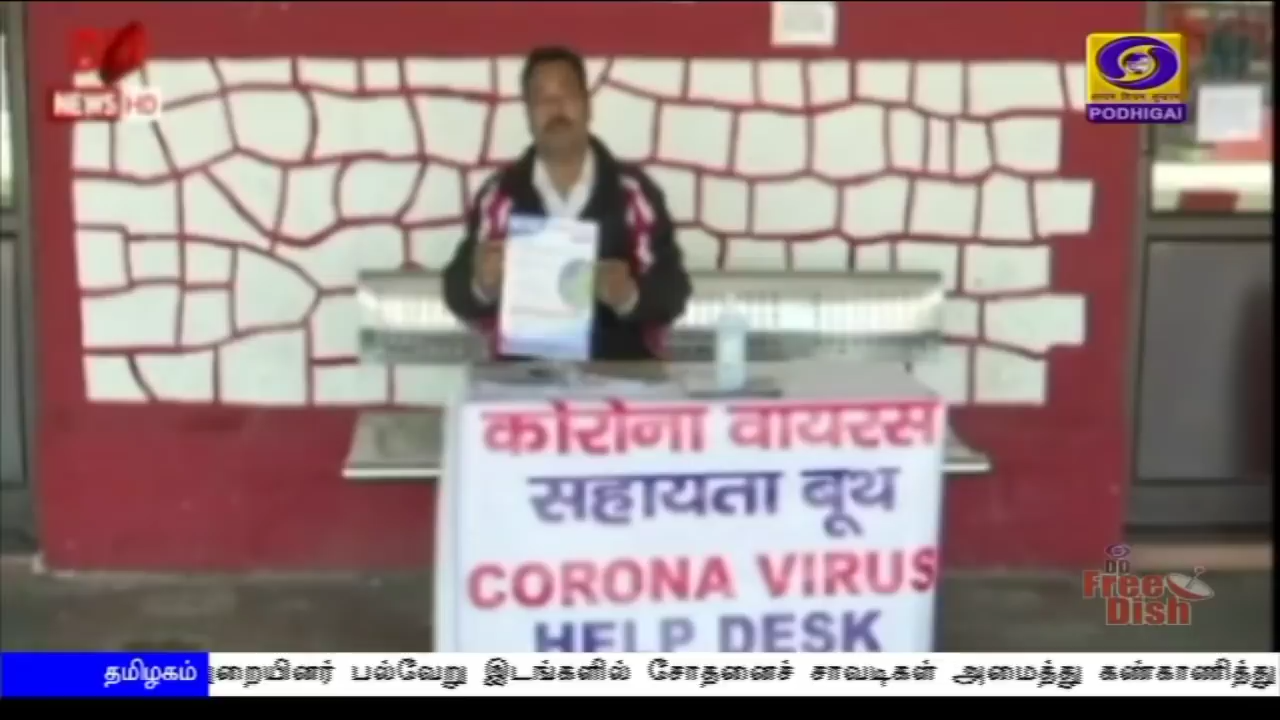 NEWS HD
PODHIGAI
कोरोना वायरस
सहायता बूथ
CORONA VIRUS
HELP DESK
DD
Free
Dish
தமிழகம் றையினர் பல்வேறு இடங்களில் சோதனைச் சாவடிகள் அமைத்து கண்காணித்து